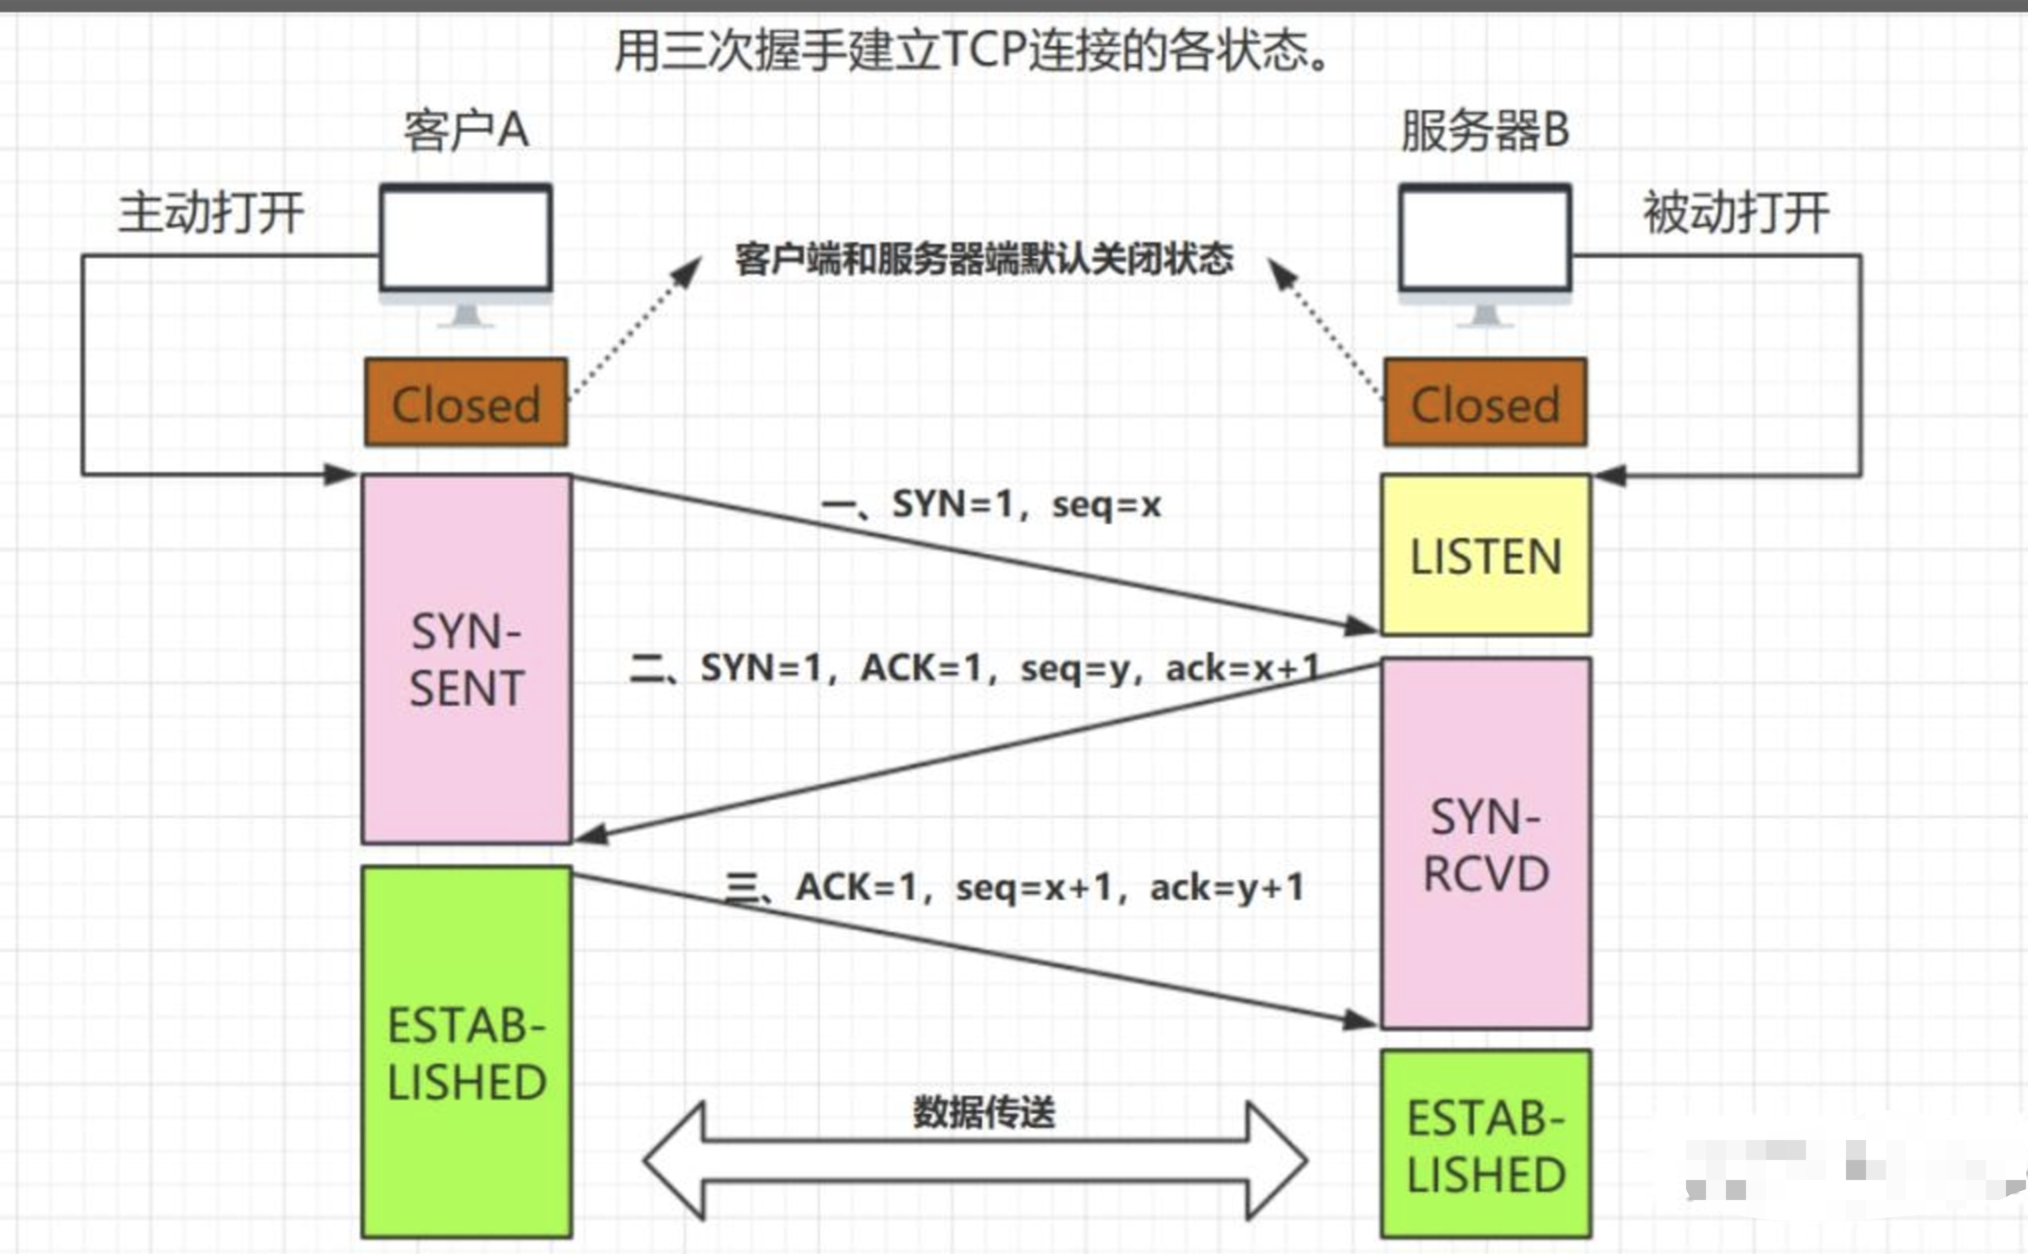 用三次握手建立TCP连接的各状态。
客户A
服务器B
主动打开
被动打开
客户端和服务器端默认关闭状态
Closed
Closed
一、SYN=1，seq=x
LISTEN
SYN-
SENT
二、SYN=1，ACK=1，seq=y，ack=x+1
SYN-
RCVD
三、ACK=1，seq=x+1，ack=y+1
ESTAB-
LISHED
数据传送
ESTAB-
LISHED